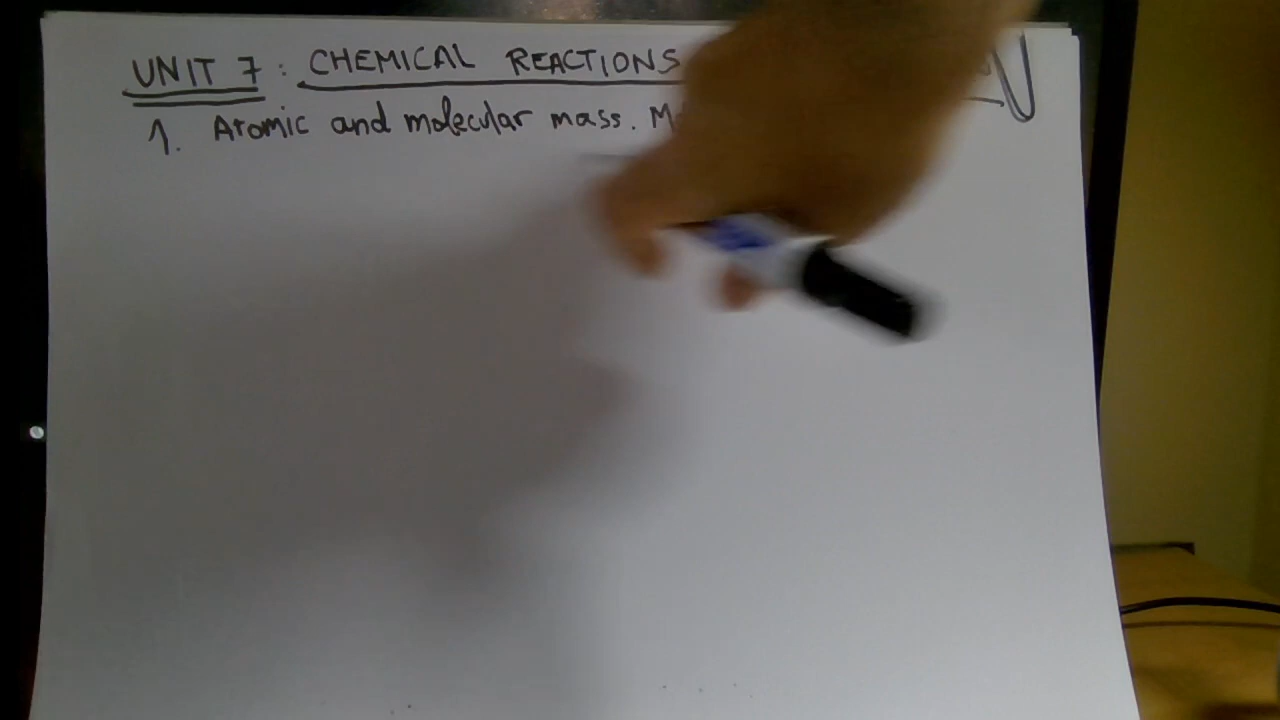 UNIT 7: CHEMICAL REACTIONS
1. Atomic and molecular mass.